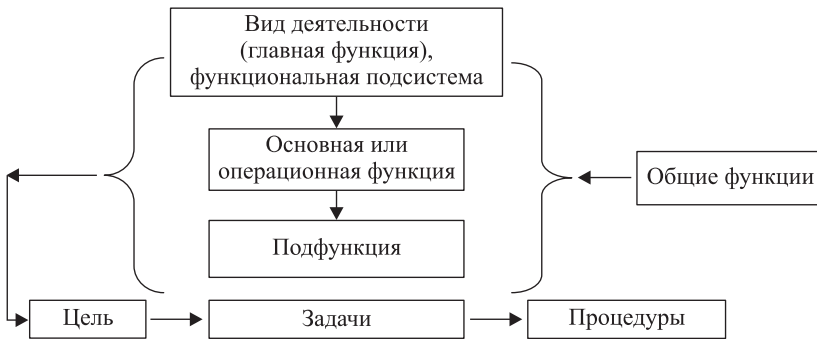 Вид деятельности
(главная функция),
функциональная подсистема
Основная или
операционная функция
Общие функции
Подфункция
Цель
Задачи
Процедуры